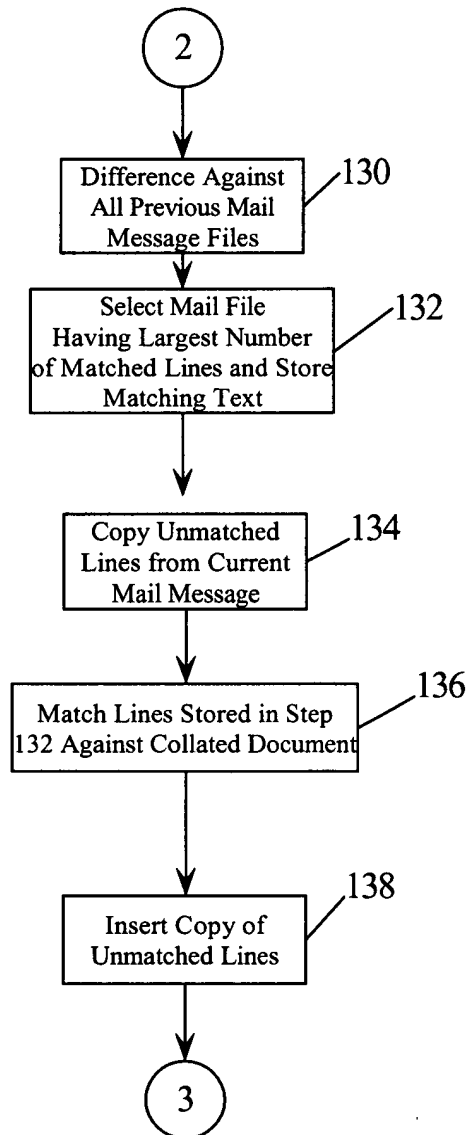 2
Difference Against
All Previous Mail
Message Files
130
Select Mail File
Having Largest Number
of Matched Lines and Store
Matching Text
132
Copy Unmatched
Lines from Current
Mail Message
134
Match Lines Stored in Step
132 Against Collated Document
136
Insert Copy of
Unmatched Lines
138
3